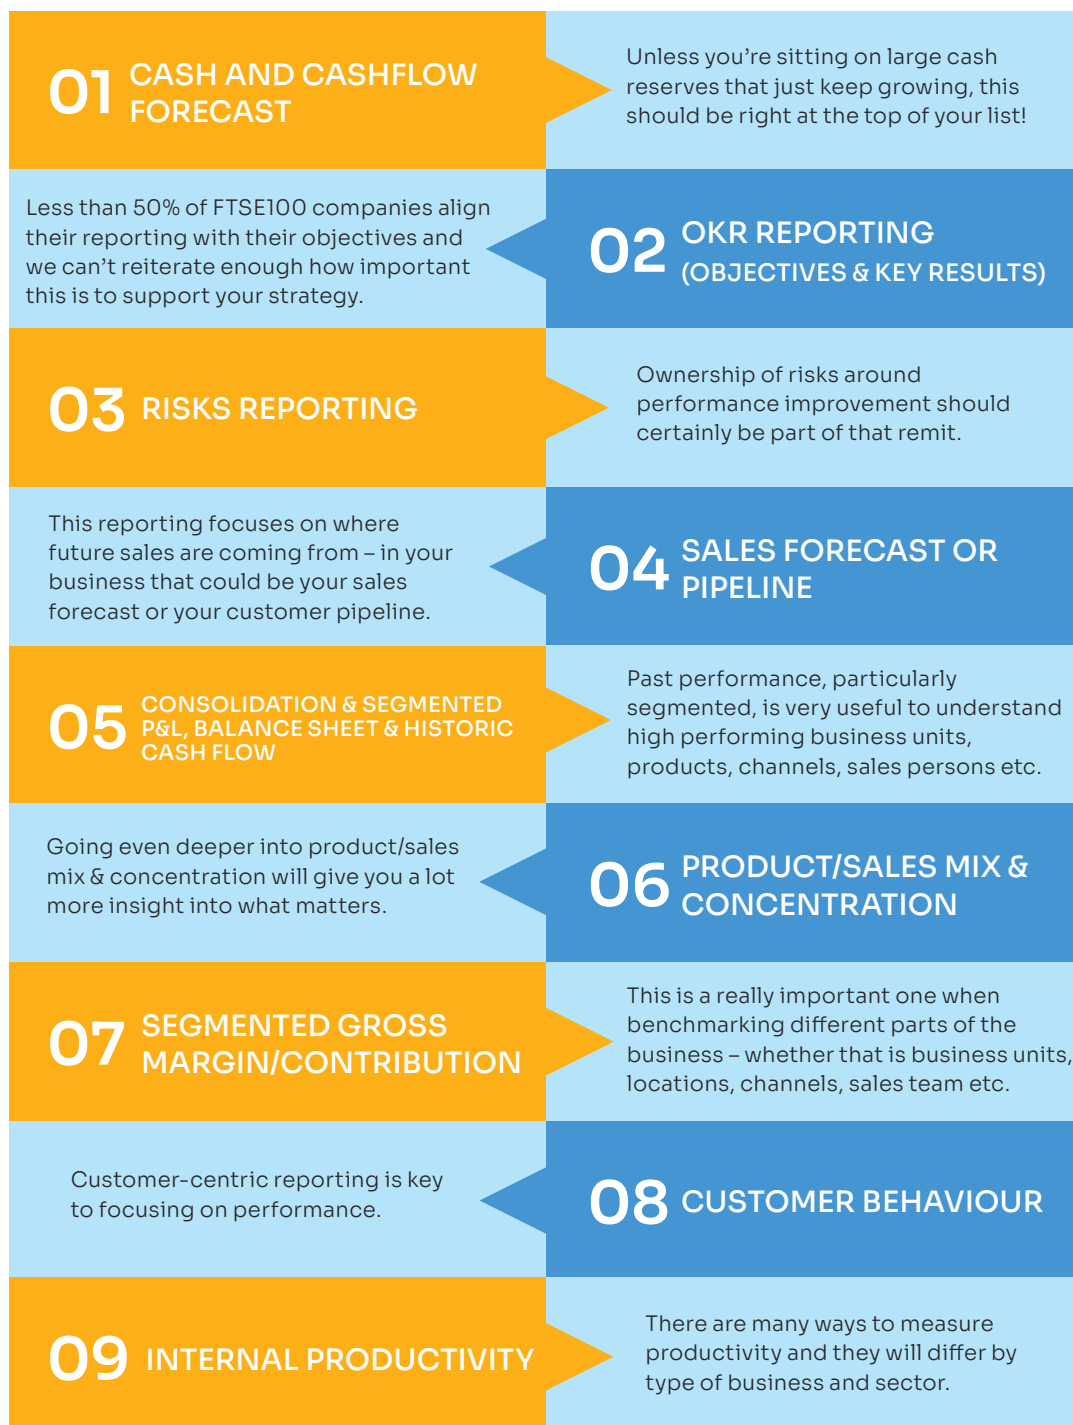 01 CASH AND CASHFLOW
FORECAST
Unless you’re sitting on large cash
reserves that just keep growing, this
should be right at the top of your list!
Less than 50% of FTSE100 companies align
their reporting with their objectives and
we can’t reiterate enough how important
this is to support your strategy.
02 OKR REPORTING
(OBJECTIVES & KEY RESULTS)
03 RISKS REPORTING
Ownership of risks around
performance improvement should
certainly be part of that remit.
This reporting focuses on where
future sales are coming from – in your
business that could be your sales
forecast or your customer pipeline.
04 SALES FORECAST OR
PIPELINE
05 CONSOLIDATION & SEGMENTED
P&L, BALANCE SHEET & HISTORIC
CASH FLOW
Past performance, particularly
segmented, is very useful to understand
high performing business units,
products, channels, sales persons etc.
Going even deeper into product/sales
mix & concentration will give you a lot
more insight into what matters.
06 PRODUCT/SALES MIX &
CONCENTRATION
07 SEGMENTED GROSS
MARGIN/CONTRIBUTION
This is a really important one when
benchmarking different parts of the
business – whether that is business units,
locations, channels, sales team etc.
Customer-centric reporting is key
to focusing on performance.
08 CUSTOMER BEHAVIOUR
09 INTERNAL PRODUCTIVITY
There are many ways to measure
productivity and they will differ by
type of business and sector.